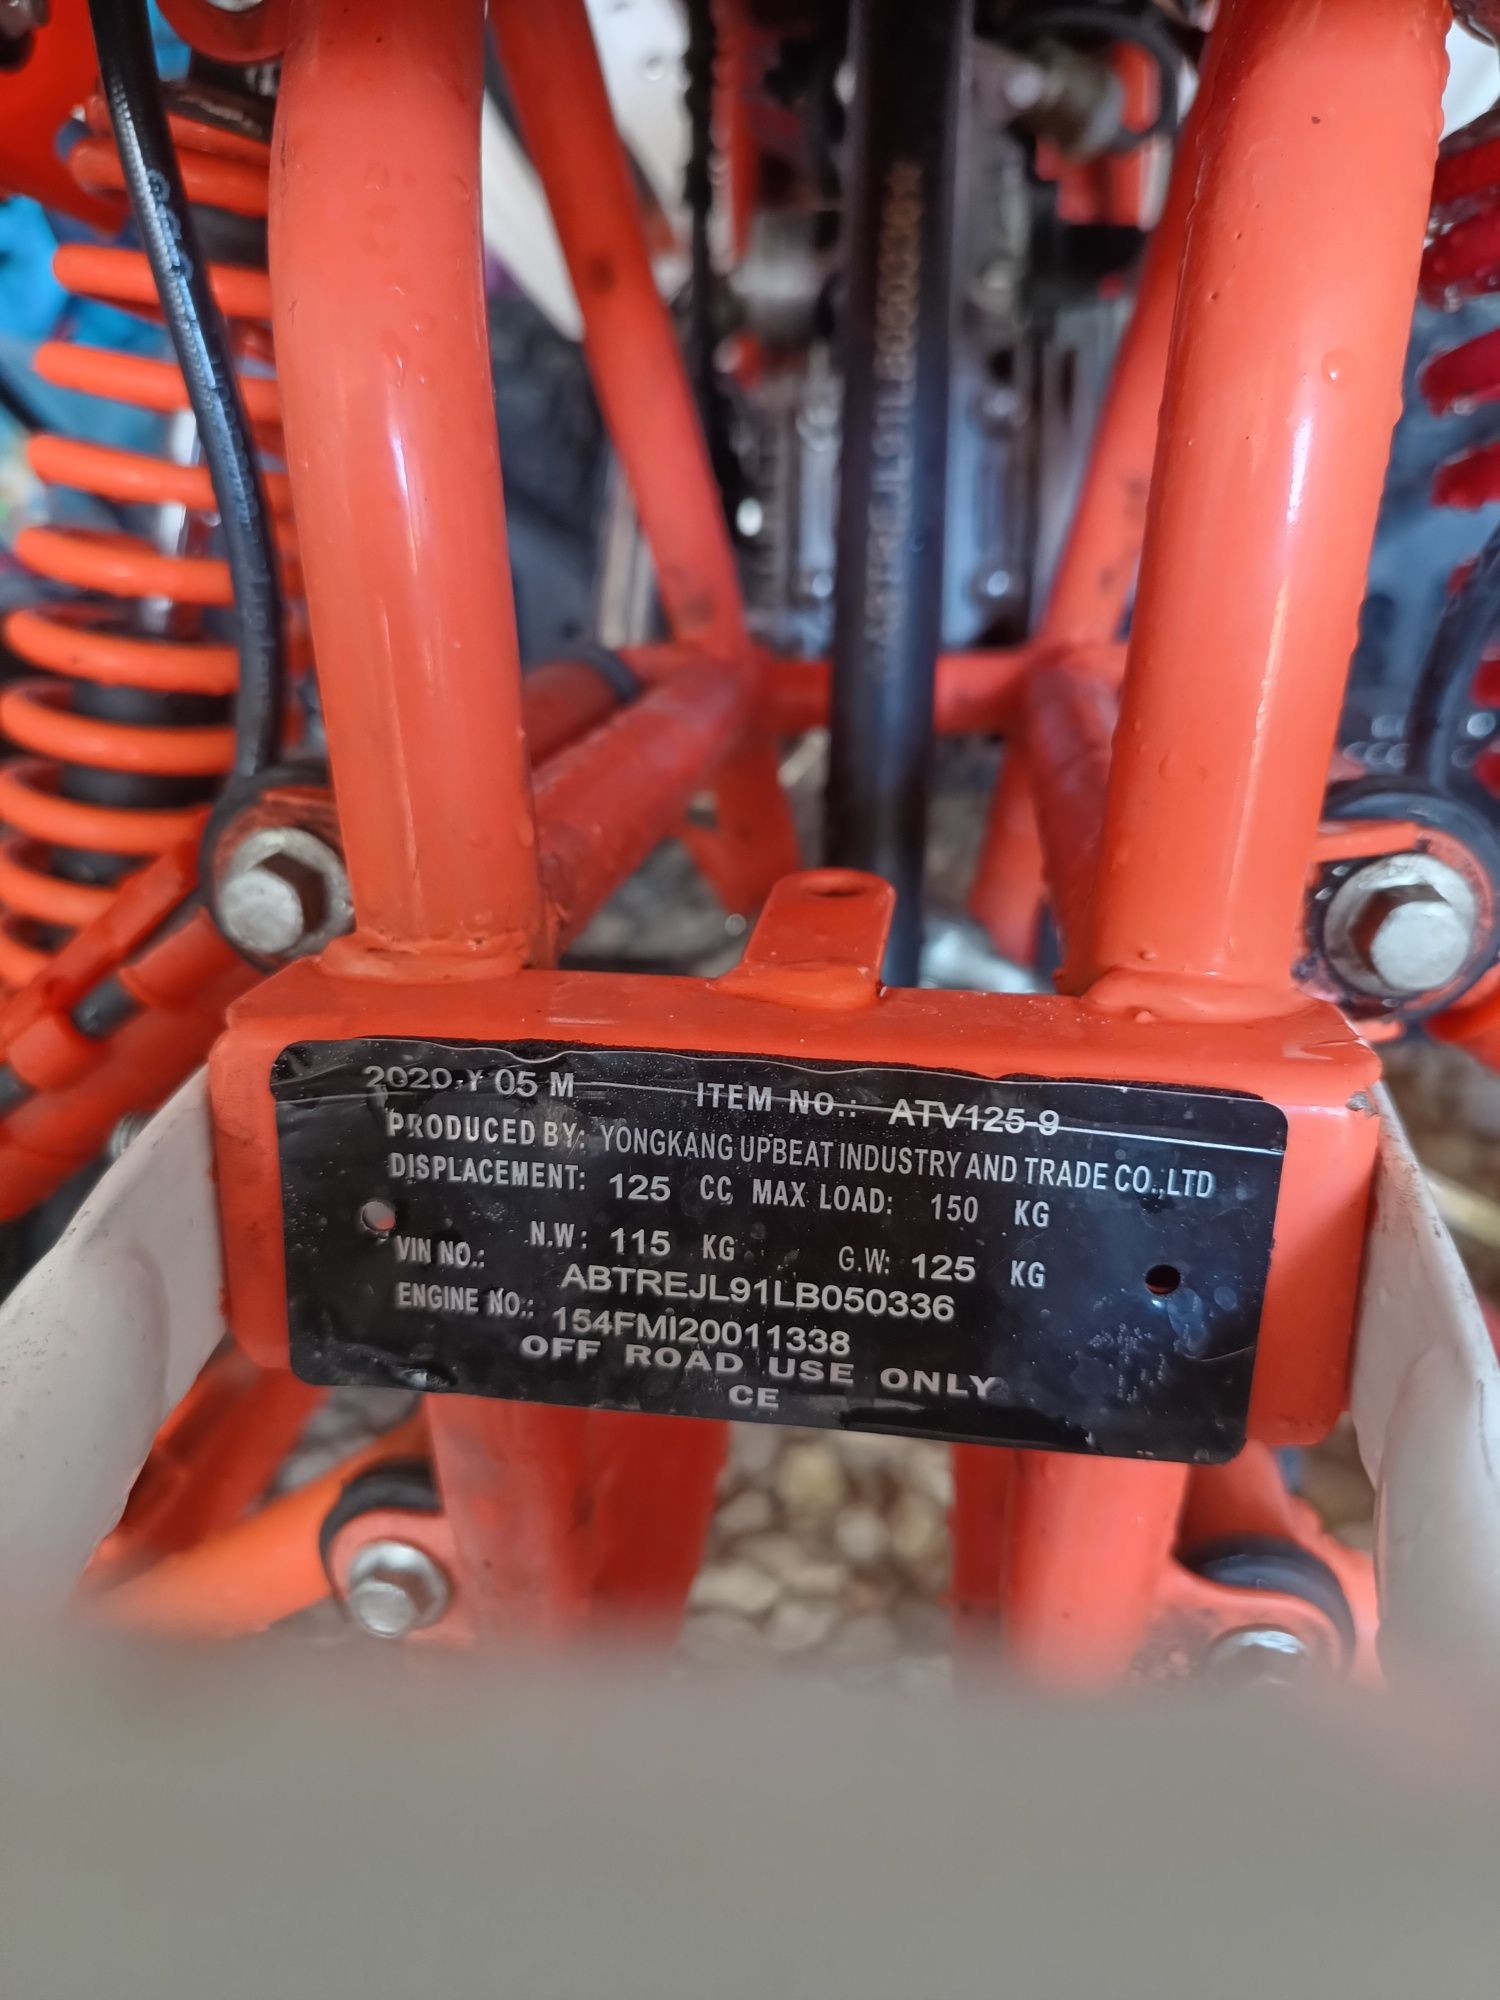 2020-Y 05 M ITEM NO.: ATV125-9
PRODUCED BY: YONGKANG UPBEAT INDUSTRY AND TRADE CO.,LTD
DISPLACEMENT: 125 CC MAX LOAD: 150 KG
N.W: 115 KG G.W: 125 KG
VIN NO.: ABTREJL91LB050336
ENGINE NO.: 154FMI20011338
OFF ROAD USE ONLY
CE